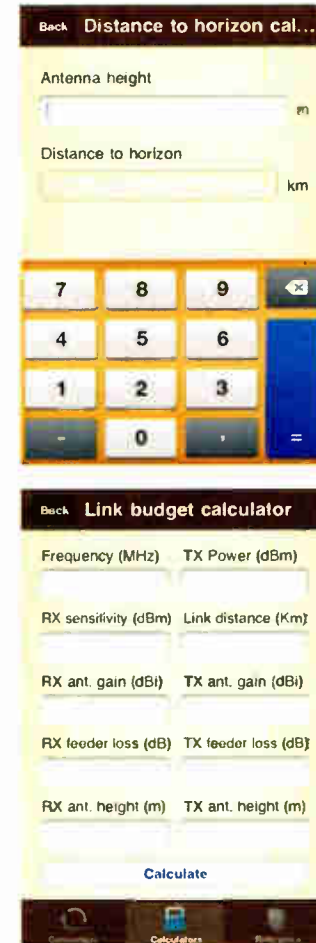 Back Distance to horizon cal...
Antenna height
m
Distance to horizon
km
7 8 9
4 5 6
1 2 3
- 0 , =
Back Link budget calculator
Frequency (MHz) TX Power (dBm)
RX sensitivity (dBm) Link distance (Km)
RX ant. gain (dBi) TX ant. gain (dBi)
RX feeder loss (dB) TX feeder loss (dB)
RX ant. height (m) TX ant. height (m)
Calculate
Calculators